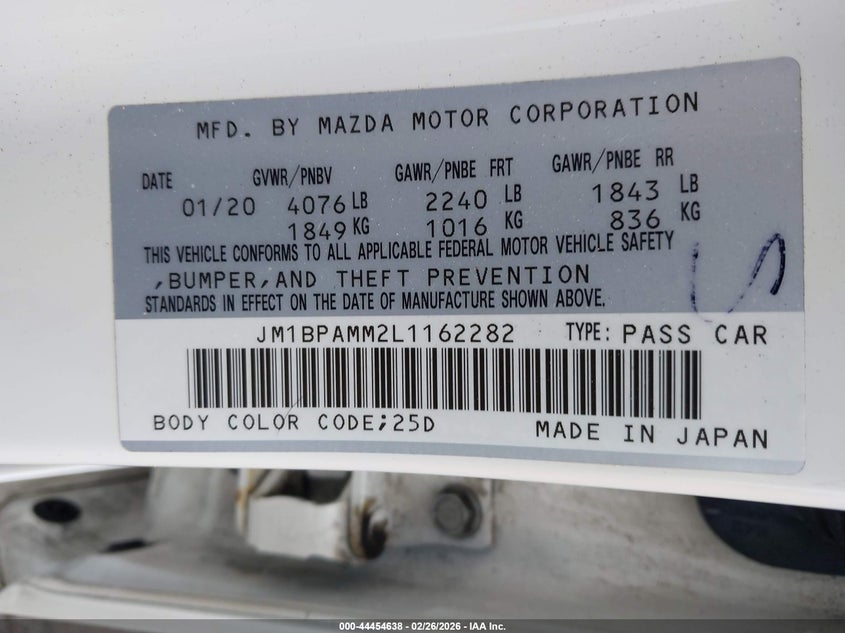 MFD. BY MAZDA MOTOR CORPORATION
DATE GVWR/PNBV GAWR/PNBE FRT GAWR/PNBE RR
01/20 4076 LB 2240 LB 1843 LB
1849 KG 1016 KG 836 KG
THIS VEHICLE CONFORMS TO ALL APPLICABLE FEDERAL MOTOR VEHICLE SAFETY
,BUMPER,AND THEFT PREVENTION
STANDARDS IN EFFECT ON THE DATE OF MANUFACTURE SHOWN ABOVE.
JM1BPAMM2L1162282 TYPE: PASS CAR
BODY COLOR CODE;25D MADE IN JAPAN
000-44454638 - 02/26/2026 - IAA Inc.